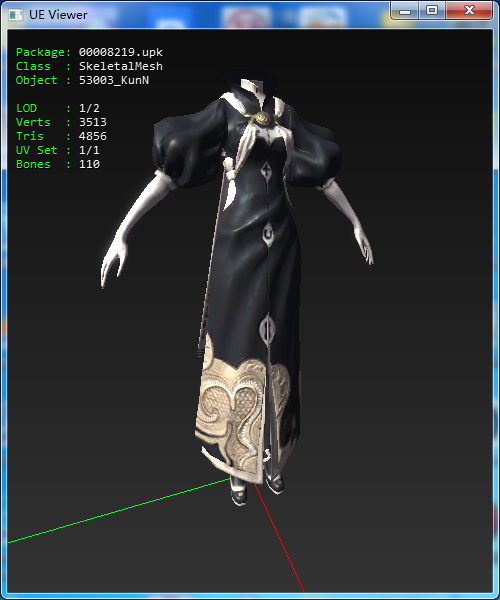 UE Viewer
Package: 00008219.upk
Class : SkeletalMesh
Object : 53003_KunN
LOD : 1/2
Verts : 3513
Tris : 4856
UV Set : 1/1
Bones : 110